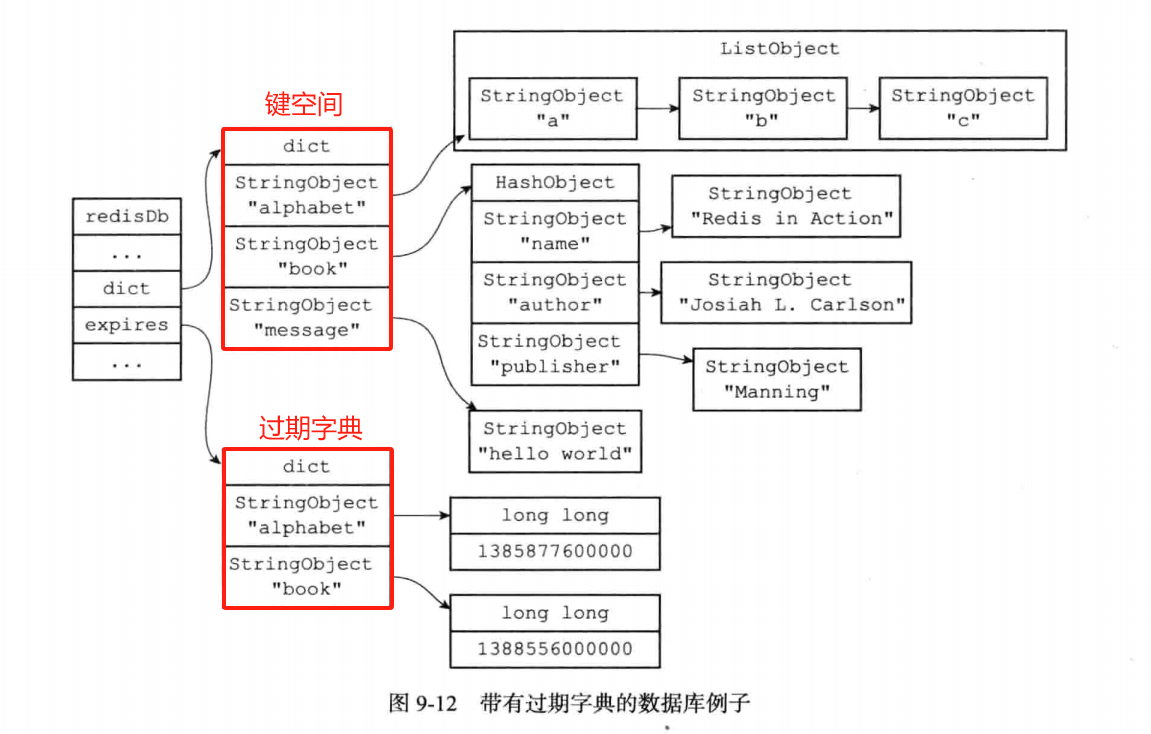 ListObject
StringObject
"a"
StringObject
"b"
StringObject
"c"
键空间
dict
StringObject
"alphabet"
StringObject
"book"
StringObject
"message"
redisDb
...
dict
expires
...
HashObject
StringObject
"name"
StringObject
"author"
StringObject
"publisher"
StringObject
"Redis in Action"
StringObject
"Josiah L. Carlson"
StringObject
"Manning"
StringObject
"hello world"
过期字典
dict
StringObject
"alphabet"
StringObject
"book"
long long
1385877600000
long long
1388556000000
图 9-12 带有过期字典的数据库例子